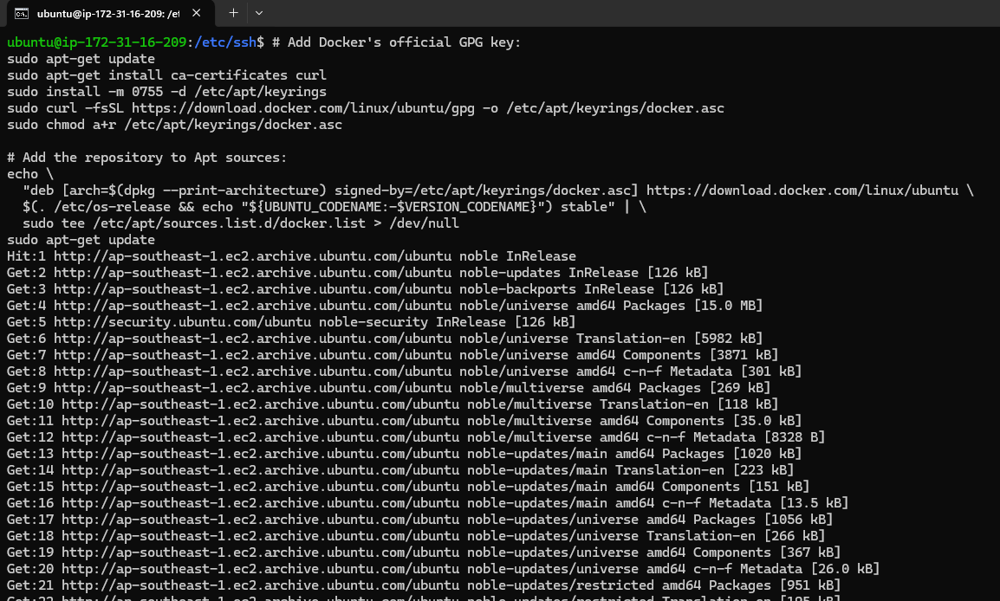 ubuntu@ip-172-31-16-209: /et
ubuntu@ip-172-31-16-209:/etc/ssh$ # Add Docker's official GPG key:
sudo apt-get update
sudo apt-get install ca-certificates curl
sudo install -m 0755 -d /etc/apt/keyrings
sudo curl -fsSL https://download.docker.com/linux/ubuntu/gpg -o /etc/apt/keyrings/docker.asc
sudo chmod a+r /etc/apt/keyrings/docker.asc

# Add the repository to Apt sources:
echo \
  "deb [arch=$(dpkg --print-architecture) signed-by=/etc/apt/keyrings/docker.asc] https://download.docker.com/linux/ubuntu \
  $(. /etc/os-release && echo "${UBUNTU_CODENAME:-$VERSION_CODENAME}") stable" | \
  sudo tee /etc/apt/sources.list.d/docker.list > /dev/null
sudo apt-get update
Hit:1 http://ap-southeast-1.ec2.archive.ubuntu.com/ubuntu noble InRelease
Get:2 http://ap-southeast-1.ec2.archive.ubuntu.com/ubuntu noble-updates InRelease [126 kB]
Get:3 http://ap-southeast-1.ec2.archive.ubuntu.com/ubuntu noble-backports InRelease [126 kB]
Get:4 http://ap-southeast-1.ec2.archive.ubuntu.com/ubuntu noble/universe amd64 Packages [15.0 MB]
Get:5 http://security.ubuntu.com/ubuntu noble-security InRelease [126 kB]
Get:6 http://ap-southeast-1.ec2.archive.ubuntu.com/ubuntu noble/universe Translation-en [5982 kB]
Get:7 http://ap-southeast-1.ec2.archive.ubuntu.com/ubuntu noble/universe amd64 Components [3871 kB]
Get:8 http://ap-southeast-1.ec2.archive.ubuntu.com/ubuntu noble/universe amd64 c-n-f Metadata [301 kB]
Get:9 http://ap-southeast-1.ec2.archive.ubuntu.com/ubuntu noble/multiverse amd64 Packages [269 kB]
Get:10 http://ap-southeast-1.ec2.archive.ubuntu.com/ubuntu noble/multiverse Translation-en [118 kB]
Get:11 http://ap-southeast-1.ec2.archive.ubuntu.com/ubuntu noble/multiverse amd64 Components [35.0 kB]
Get:12 http://ap-southeast-1.ec2.archive.ubuntu.com/ubuntu noble/multiverse amd64 c-n-f Metadata [8328 B]
Get:13 http://ap-southeast-1.ec2.archive.ubuntu.com/ubuntu noble-updates/main amd64 Packages [1020 kB]
Get:14 http://ap-southeast-1.ec2.archive.ubuntu.com/ubuntu noble-updates/main Translation-en [223 kB]
Get:15 http://ap-southeast-1.ec2.archive.ubuntu.com/ubuntu noble-updates/main amd64 Components [151 kB]
Get:16 http://ap-southeast-1.ec2.archive.ubuntu.com/ubuntu noble-updates/main amd64 c-n-f Metadata [13.5 kB]
Get:17 http://ap-southeast-1.ec2.archive.ubuntu.com/ubuntu noble-updates/universe amd64 Packages [1056 kB]
Get:18 http://ap-southeast-1.ec2.archive.ubuntu.com/ubuntu noble-updates/universe Translation-en [266 kB]
Get:19 http://ap-southeast-1.ec2.archive.ubuntu.com/ubuntu noble-updates/universe amd64 Components [367 kB]
Get:20 http://ap-southeast-1.ec2.archive.ubuntu.com/ubuntu noble-updates/universe amd64 c-n-f Metadata [26.0 kB]
Get:21 http://ap-southeast-1.ec2.archive.ubuntu.com/ubuntu noble-updates/restricted amd64 Packages [951 kB]